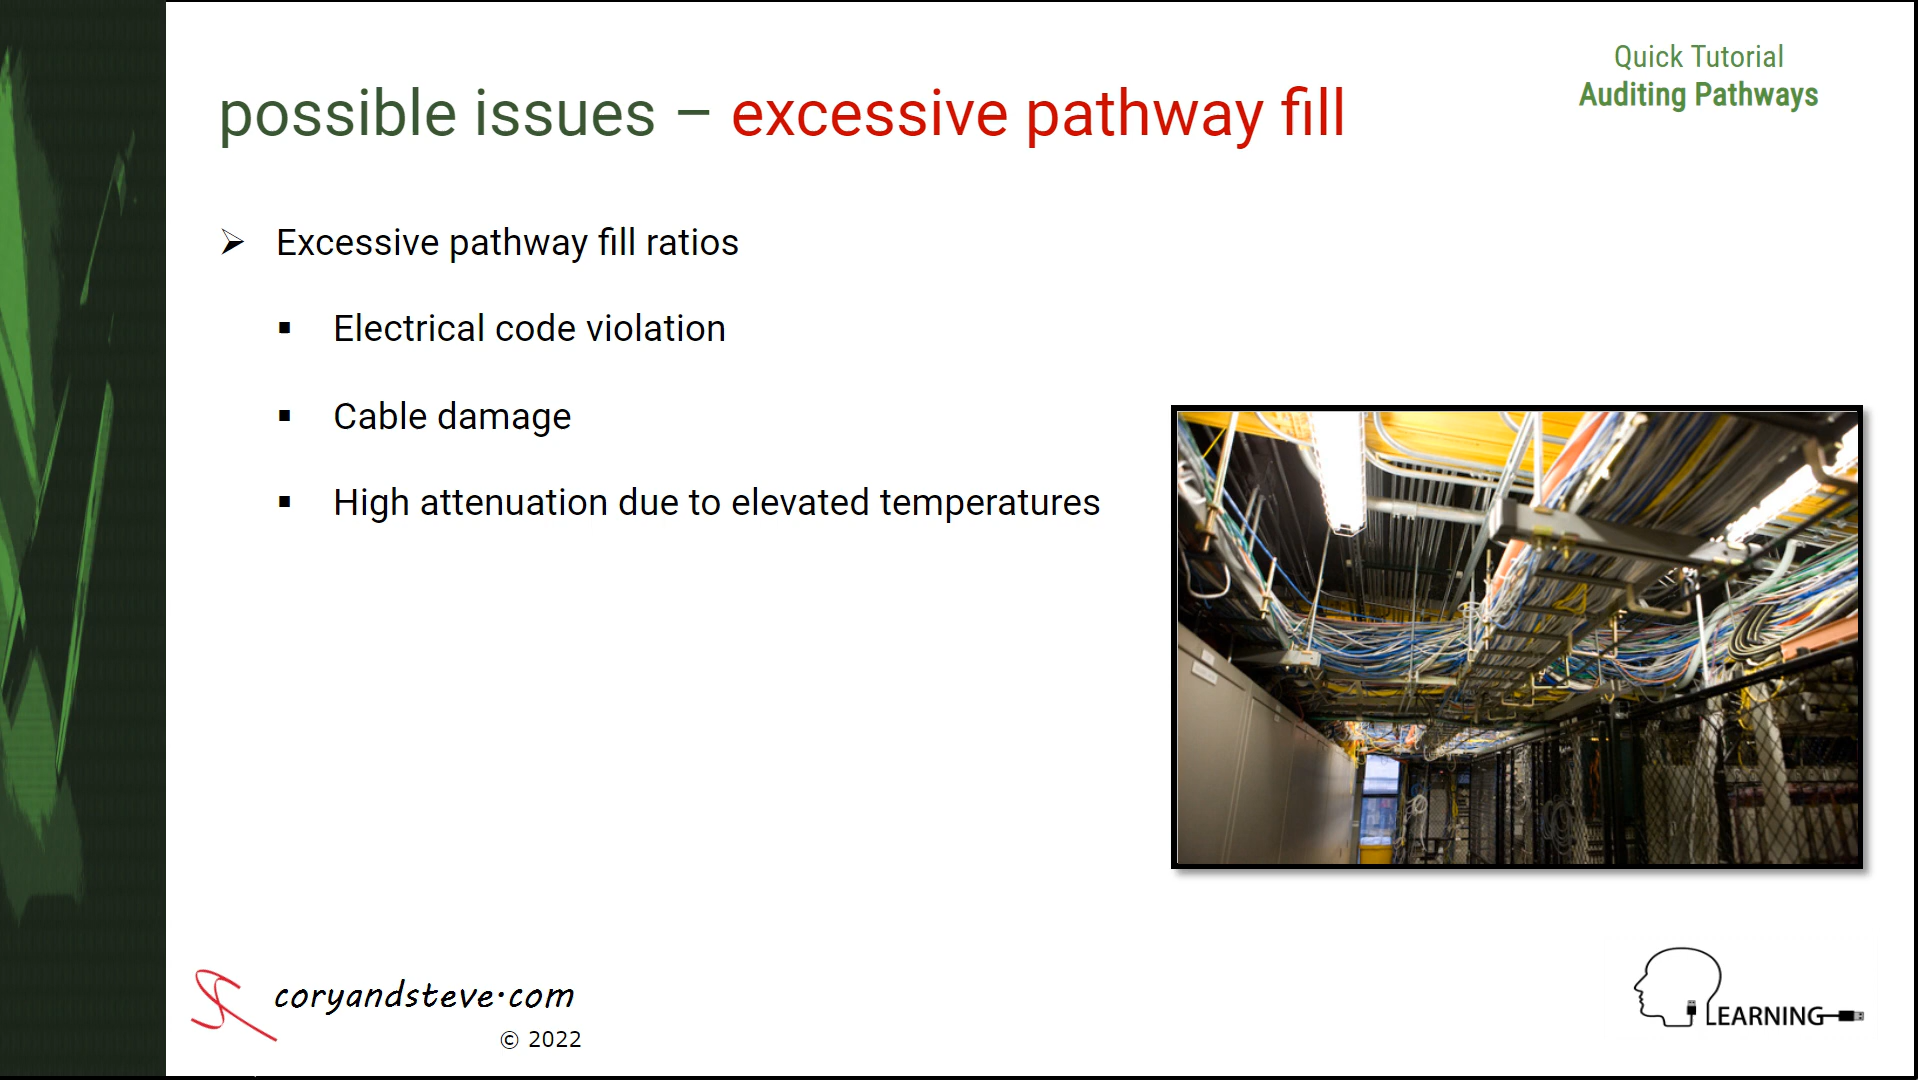 Quick Tutorial
Auditing Pathways
possible issues – excessive pathway fill
Excessive pathway fill ratios
Electrical code violation
Cable damage
High attenuation due to elevated temperatures
coryandsteve.com
© 2022
LEARNING